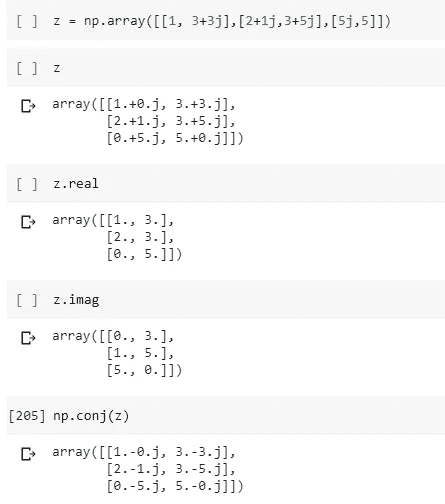 [ ] z = np.array([[1, 3+3j],[2+1j,3+5j],[5j,5]])
[ ] z
array([[1.+0.j, 3.+3.j],
[2.+1.j, 3.+5.j],
[0.+5.j, 5.+0.j]])
[ ] z.real
array([[1., 3.],
[2., 3.],
[0., 5.]])
[ ] z.imag
array([[0., 3.],
[1., 5.],
[5., 0.]])
[205] np.conj(z)
array([[1.-0.j, 3.-3.j],
[2.-1.j, 3.-5.j],
[0.-5.j, 5.-0.j]])